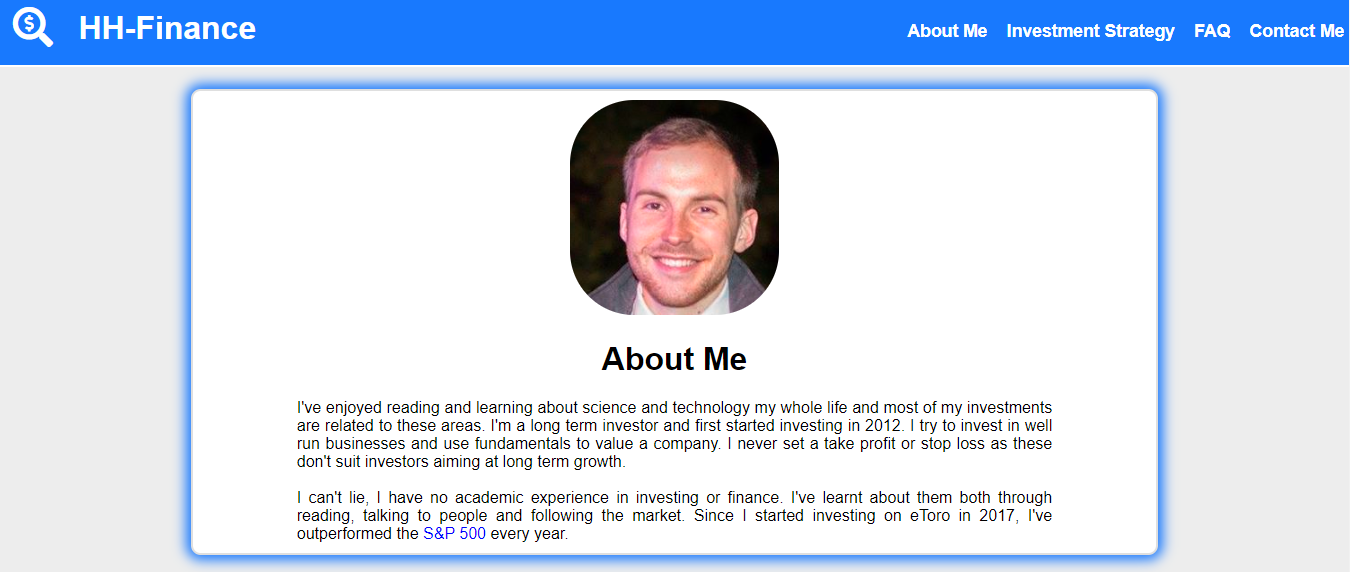 HH-Finance
About Me Investment Strategy FAQ Contact Me
About Me
I've enjoyed reading and learning about science and technology my whole life and most of my investments
are related to these areas. I'm a long term investor and first started investing in 2012. I try to invest in well
run businesses and use fundamentals to value a company. I never set a take profit or stop loss as these
don't suit investors aiming at long term growth.
I can't lie, I have no academic experience in investing or finance. I've learnt about them both through
reading, talking to people and following the market. Since I started investing on eToro in 2017, I've
outperformed the S&P 500 every year.